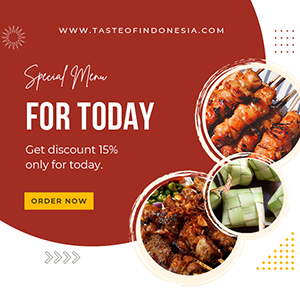 WWW.TASTEOFINDONESIA.COM
Special Menu
FOR TODAY
Get discount 15%
only for today.
ORDER NOW